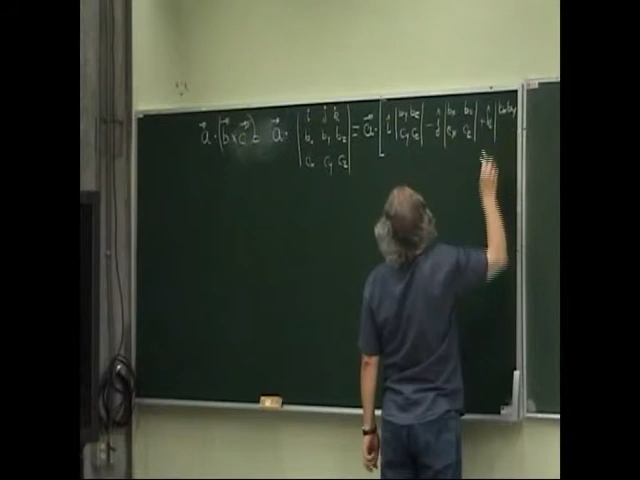 a⃗ · (b⃗ × c⃗) = a⃗ · | i j k | = a⃗ · [ î | by bz | − ĵ | bx bz | + k̂ | bx by
| bx by bz | | cy cz | | cx cz |
| cx cy cz |